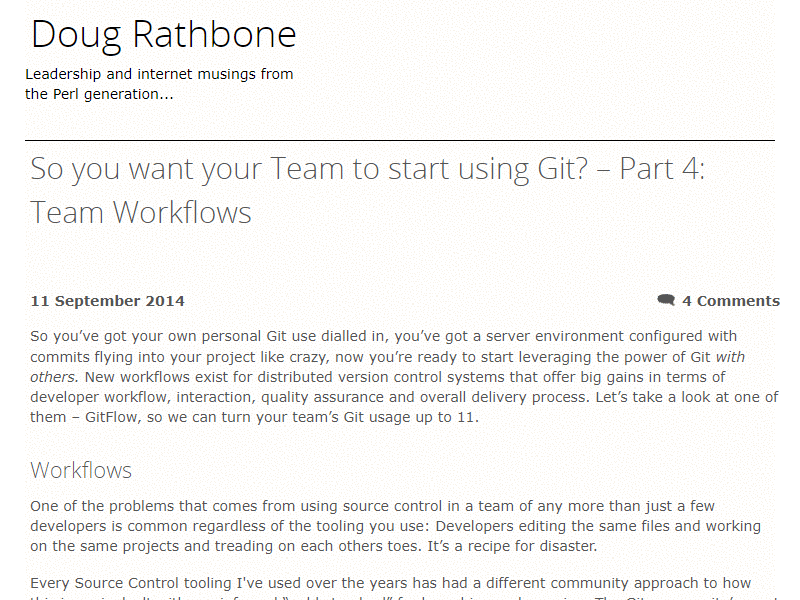 Doug Rathbone
Leadership and internet musings from
the Perl generation...
So you want your Team to start using Git? – Part 4:
Team Workflows
11 September 2014
4 Comments
So you’ve got your own personal Git use dialled in, you’ve got a server environment configured with
commits flying into your project like crazy, now you’re ready to start leveraging the power of Git with
others. New workflows exist for distributed version control systems that offer big gains in terms of
developer workflow, interaction, quality assurance and overall delivery process. Let’s take a look at one of
them – GitFlow, so we can turn your team’s Git usage up to 11.
Workflows
One of the problems that comes from using source control in a team of any more than just a few
developers is common regardless of the tooling you use: Developers editing the same files and working
on the same projects and treading on each others toes. It’s a recipe for disaster.
Every Source Control tooling I've used over the years has had a different community approach to how